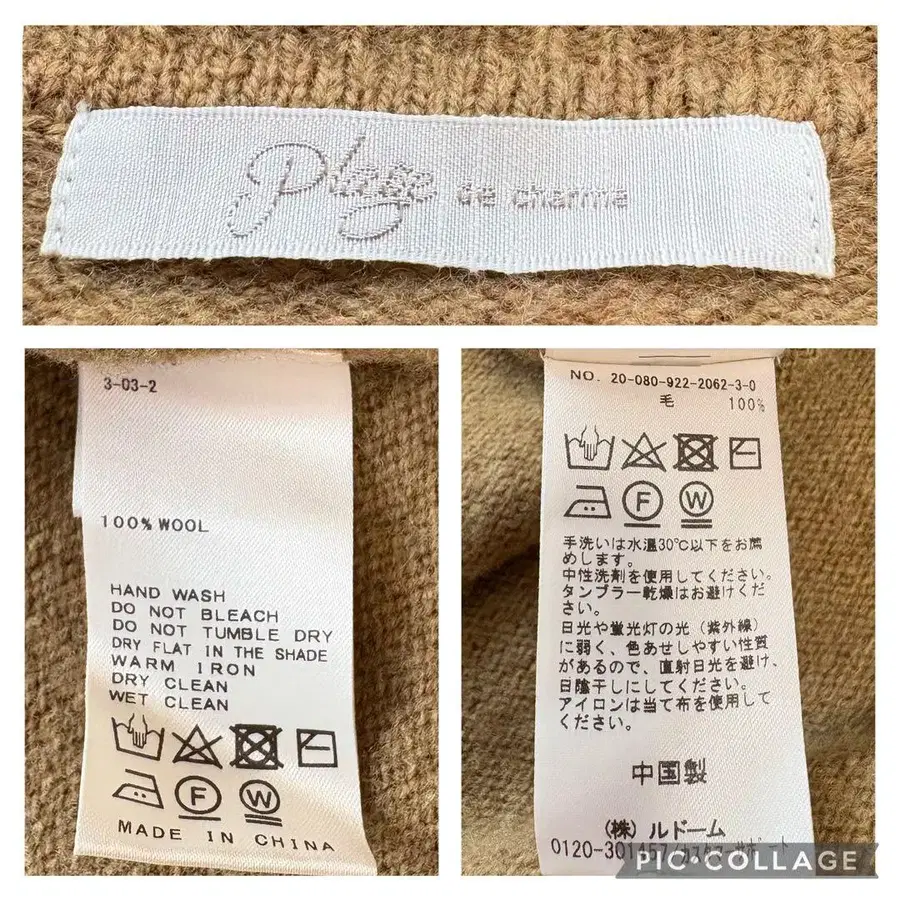 Plage de charme
3-03-2
100% WOOL
HAND WASH
DO NOT BLEACH
DO NOT TUMBLE DRY
DRY FLAT IN THE SHADE
WARM IRON
DRY CLEAN
WET CLEAN
F W
MADE IN CHINA
NO. 20-080-922-2062-3-0
毛 100%
F W
手洗いは水温30℃以下をお薦
めします。
中性洗剤を使用してください。
タンブラー乾燥はお避けくだ
さい。
日光や蛍光灯の光（紫外線）
に弱く、色あせしやすい性質
があるので、直射日光を避け、
日陰干しにしてください。
アイロンは当て布を使用して
ください。
中国製
（株）ルドーム
0120-301457
PIC•COLLAGE